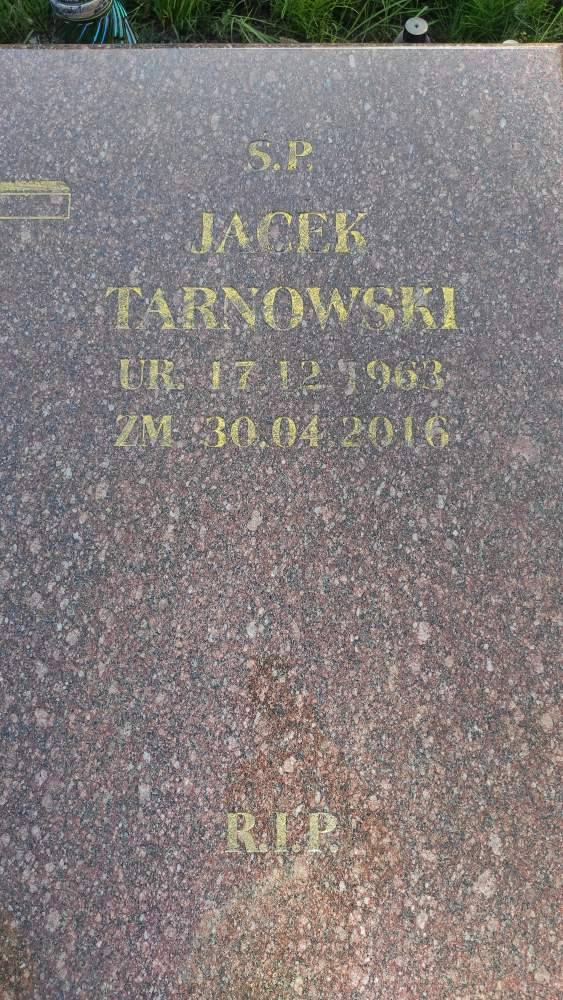 Ś.P.
JACEK
TARNOWSKI
UR. 17.12.1963
ZM 30.04.2016
R.I.P.